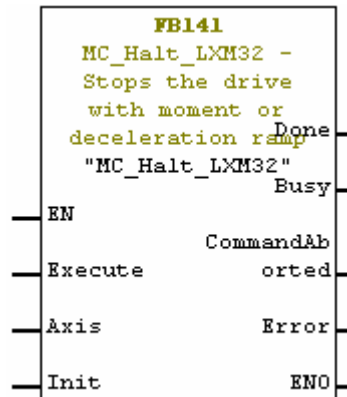 FB141
MC_Halt_LXM32 -
Stops the drive
with moment or
deceleration ramp
Done
"MC_Halt_LXM32"
Busy
EN
CommandAb
orted
Execute
Axis
Error
Init
ENO